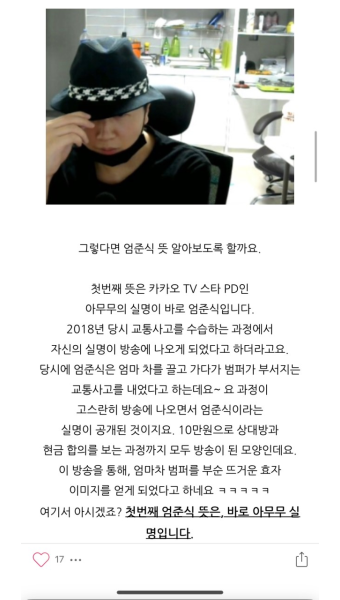 그렇다면 엄준식 뜻 알아보도록 할까요.
첫번째 뜻은 카카오 TV 스타 PD인
아무무의 실명이 바로 엄준식입니다.
2018년 당시 교통사고를 수습하는 과정에서
자신의 실명이 방송에 나오게 되었다고 하더라고요.
당시에 엄준식은 엄마 차를 끌고 가다가 범퍼가 부서지는
교통사고를 내었다고 하는데요~ 요 과정이
고스란히 방송에 나오면서 엄준식이라는
실명이 공개된 것이지요. 10만원으로 상대방과
현금 합의를 보는 과정까지 모두 방송이 된 모양인데요.
이 방송을 통해, 엄마차 범퍼를 부순 뜨거운 효자
이미지를 얻게 되었다고 하네요 ㅋㅋㅋㅋㅋ
여기서 아시겠죠? 첫번째 엄준식 뜻은, 바로 아무무 실
명입니다.
17